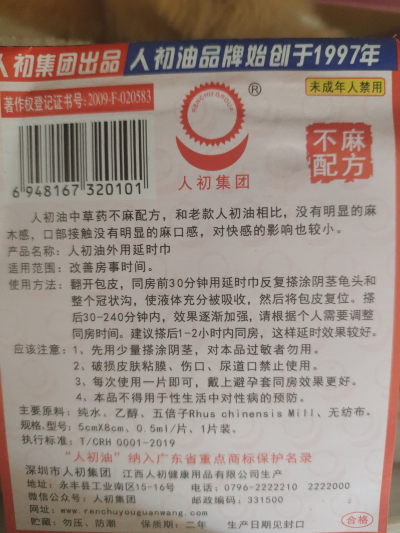 人初集团出品 人初油品牌始创于1997年
著作权登记证书号:2009-F-020583
未成年人禁用
RENCHU GROUP
®
人初集团
不麻
配方
6 948167 320101
人初油中草药不麻配方，和老款人初油相比，没有明显的麻
木感，口部接触没有明显的麻口感，对快感的影响也较小。
产品名称：人初油外用延时巾
适用范围：改善房事时间。
使用方法：翻开包皮，同房前30分钟用延时巾反复搽涂阴茎龟头和
整个冠状沟，使液体充分被吸收，然后将包皮复位。搽
后30-240分钟内，效果逐渐加强，请根据个人需要调整
同房时间。建议搽后1-2小时内同房，这样延时效果较好。
应该注意：1、先用少量搽涂阴茎，对本品过敏者勿用。
2、破损皮肤粘膜、伤口、尿道口禁止使用。
3、每次使用一片即可，戴上避孕套同房效果更好。
4、本品不得用于性生活中对性病的预防。
主要原料：纯水、乙醇、五倍子Rhus chinensis Mill、无纺布。
规格,型号：5cmX8cm、0.5ml/片、1片装。
执行标准：T/CRH 0001-2019
“人初油”纳入广东省重点商标保护名录
深圳市人初集团 江西人初健康用品有限公司生产
地址：永丰县工业南区15-16号 电话：0796-2222210 2222000
微信公众号：人初集团 邮政编码：331500
网址：www.renchuyouguanwang.com
贮藏：勿压、防潮 保质期：二年 生产日期见封口
合格